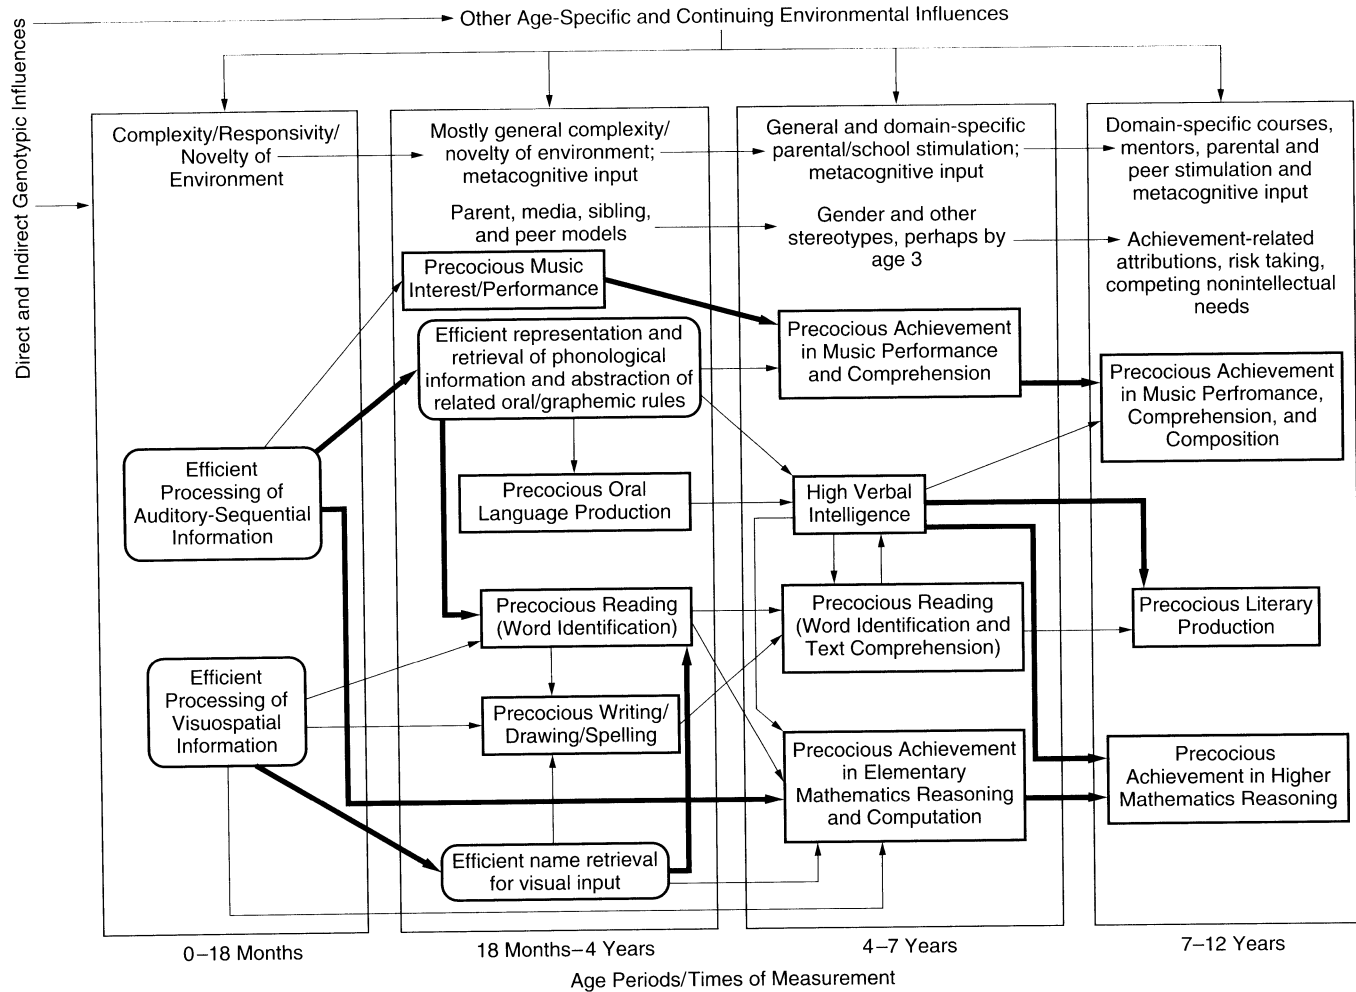 Other Age-Specific and Continuing Environmental Influences
Direct and Indirect Genotypic Influences
Complexity/Responsivity/
Novelty of
Environment
Mostly general complexity/
novelty of environment;
metacognitive input
General and domain-specific
parental/school stimulation;
metacognitive input
Domain-specific courses,
mentors, parental and
peer stimulation and
metacognitive input
Parent, media, sibling,
and peer models
Gender and other
stereotypes, perhaps by
age 3
Achievement-related
attributions, risk taking,
competing nonintellectual
needs
Precocious Music
Interest/Performance
Efficient representation and
retrieval of phonological
information and abstraction of
related oral/graphemic rules
Precocious Achievement
in Music Performance
and Comprehension
Precocious Achievement
in Music Perfromance,
Comprehension, and
Composition
Efficient
Processing of
Auditory-Sequential
Information
Precocious Oral
Language Production
High Verbal
Intelligence
Precocious Reading
(Word Identification)
Precocious Reading
(Word Identification and
Text Comprehension)
Precocious Literary
Production
Efficient
Processing of
Visuospatial
Information
Precocious Writing/
Drawing/Spelling
Precocious Achievement
in Elementary
Mathematics Reasoning
and Computation
Precocious
Achievement in Higher
Mathematics Reasoning
Efficient name retrieval
for visual input
0–18 Months
18 Months–4 Years
4–7 Years
7–12 Years
Age Periods/Times of Measurement